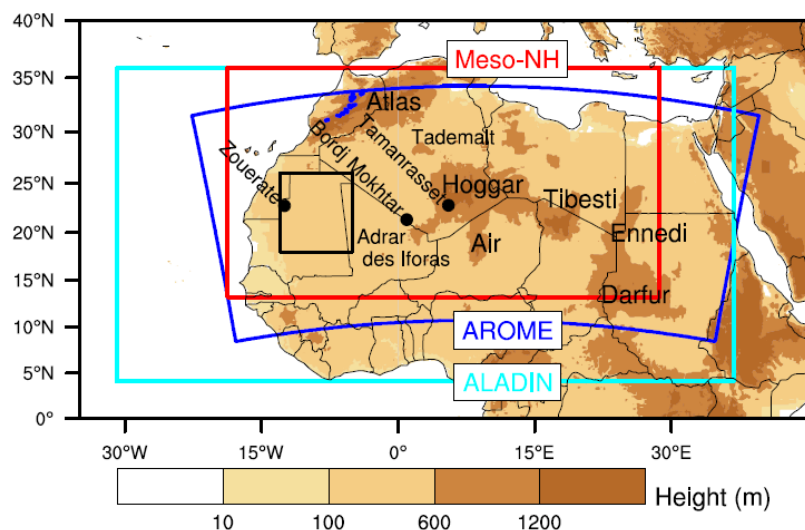 40°N
35°N
30°N
25°N
20°N
15°N
10°N
5°N
0°
Meso-NH
Atlas
Tademaït
Zouerate
Bordj Mokhtar
Tamanrasset
Hoggar
Tibesti
Adrar
des Iforas
Air
Ennedi
Darfur
AROME
ALADIN
30°W
15°W
0°
15°E
30°E
10
100
600
1200
Height (m)